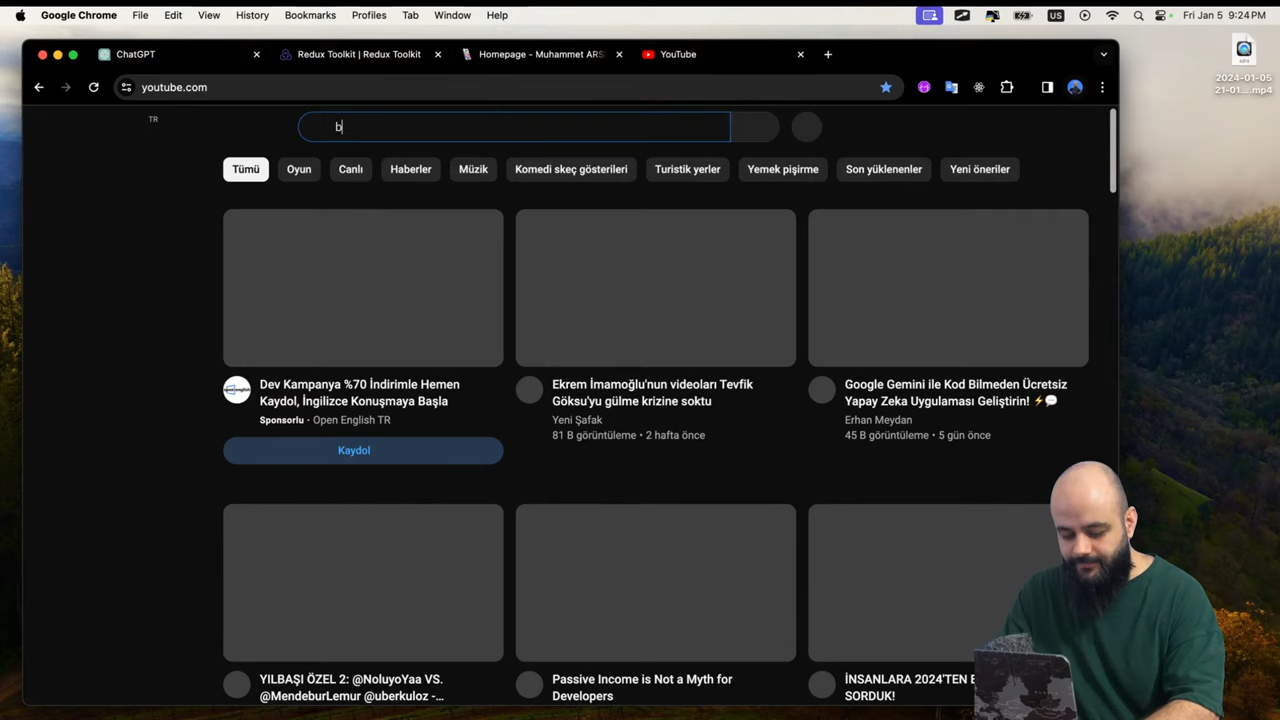 Google Chrome File Edit View History Bookmarks Profiles Tab Window Help US Fri Jan 5 9:24 PM
ChatGPT Redux Toolkit | Redux Toolkit Homepage - Muhammet ARS YouTube
youtube.com
MP4
2024-01-05
21-01....mp4
TR
b
Tümü Oyun Canlı Haberler Müzik Komedi skeç gösterileri Turistik yerler Yemek pişirme Son yüklenenler Yeni öneriler
Dev Kampanya %70 İndirimle Hemen
Kaydol, İngilizce Konuşmaya Başla
Sponsorlu • Open English TR
Kaydol
Ekrem İmamoğlu'nun videoları Tevfik
Göksu'yu gülme krizine soktu
Yeni Şafak
81 B görüntüleme • 2 hafta önce
Google Gemini ile Kod Bilmeden Ücretsiz
Yapay Zeka Uygulaması Geliştirin! ⚡💬
Erhan Meydan
45 B görüntüleme • 5 gün önce
YILBAŞI ÖZEL 2: @NoluyoYaa VS.
@MendeburLemur @uberkuloz -...
Passive Income is Not a Myth for
Developers
İNSANLARA 2024'TEN
SORDUK!